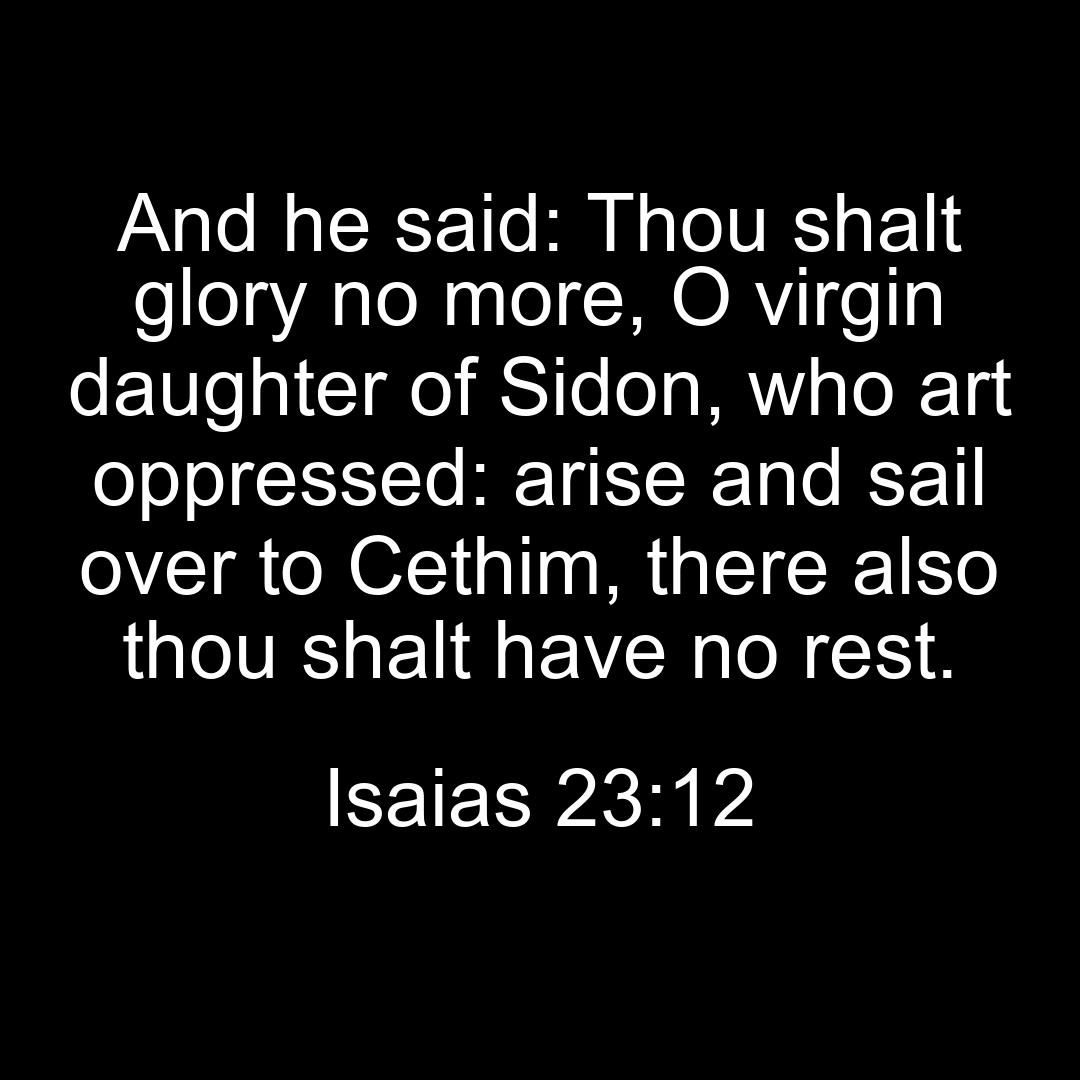 And he said: Thou shalt
glory no more, O virgin
daughter of Sidon, who art
oppressed: arise and sail
over to Cethim, there also
thou shalt have no rest.
Isaias 23:12